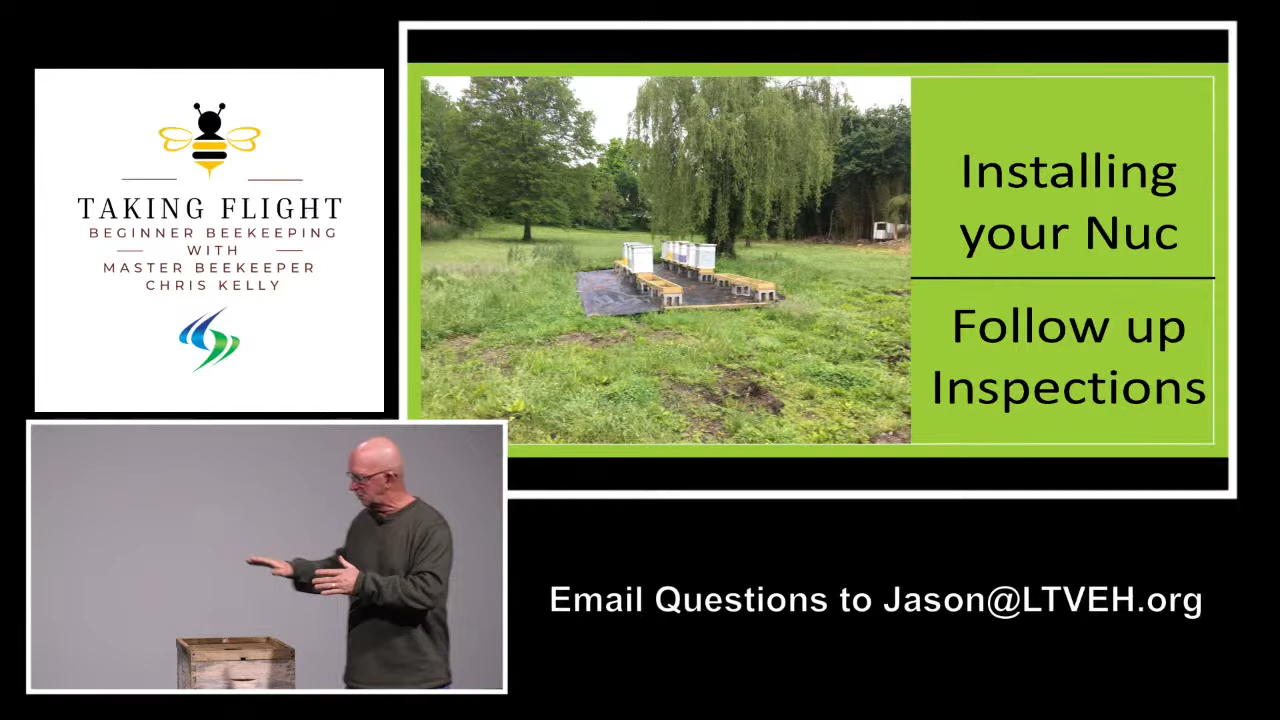 TAKING FLIGHT
BEGINNER BEEKEEPING
WITH
MASTER BEEKEEPER
CHRIS KELLY
Installing
your Nuc
Follow up
Inspections
Email Questions to Jason@LTVEH.org